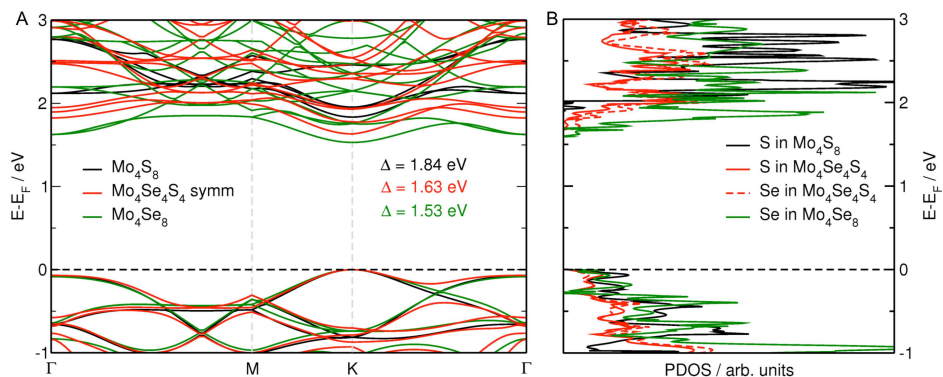 A
B
3
2
1
0
-1
E-E_F / eV
Mo₄S₈
Mo₄Se₄S₄ symm
Mo₄Se₈
Δ = 1.84 eV
Δ = 1.63 eV
Δ = 1.53 eV
Γ
M
K
Γ
S in Mo₄S₈
S in Mo₄Se₄S₄
Se in Mo₄Se₄S₄
Se in Mo₄Se₈
3
2
1
0
-1
E-E_F / eV
PDOS / arb. units